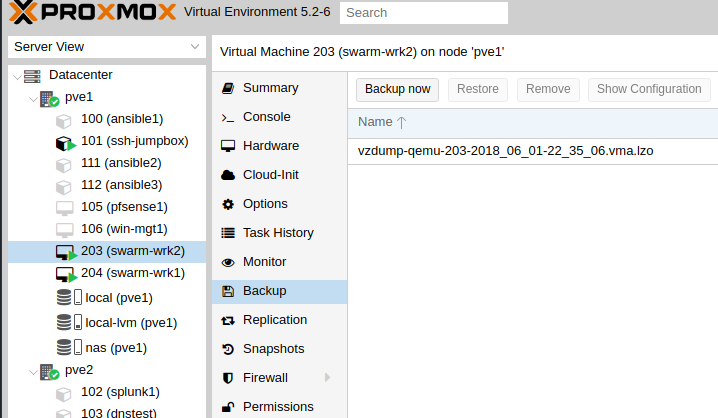 PROXMOX Virtual Environment 5.2-6 Search
Server View
Datacenter
pve1
100 (ansible1)
101 (ssh-jumpbox)
111 (ansible2)
112 (ansible3)
105 (pfsense1)
106 (win-mgt1)
203 (swarm-wrk2)
204 (swarm-wrk1)
local (pve1)
local-lvm (pve1)
nas (pve1)
pve2
102 (splunk1)
103 (dnstest)
Virtual Machine 203 (swarm-wrk2) on node 'pve1'
Summary
Console
Hardware
Cloud-Init
Options
Task History
Monitor
Backup
Replication
Snapshots
Firewall
Permissions
Backup now Restore Remove Show Configuration
Name
vzdump-qemu-203-2018_06_01-22_35_06.vma.lzo